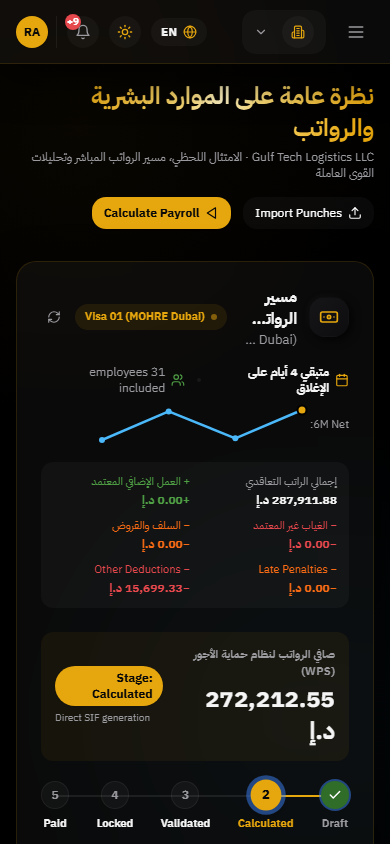 RA
+9
EN
نظرة عامة على الموارد البشرية
والرواتب
Gulf Tech Logistics LLC · الامتثال اللحظي، مسير الرواتب المباشر وتحليلات
القوى العاملة
Import Punches
Calculate Payroll
مسير
الرواتـ...
... (Dubai
Visa 01 (MOHRE Dubai)
متبقي 4 أيام على
الإغلاق
employees 31
included
:6M Net
إجمالي الراتب التعاقدي
287,911.88 د.إ
+ العمل الإضافي المعتمد
+0.00 د.إ
– الغياب غير المعتمد
–0.00 د.إ
– السلف والقروض
–0.00 د.إ
Late Penalties –
–0.00 د.إ
Other Deductions –
–15,699.33 د.إ
صافي الرواتب لنظام حماية الأجور
(WPS)
272,212.55
د.إ
Stage:
Calculated
Direct SIF generation
Draft
2
Calculated
3
Validated
4
Locked
5
Paid